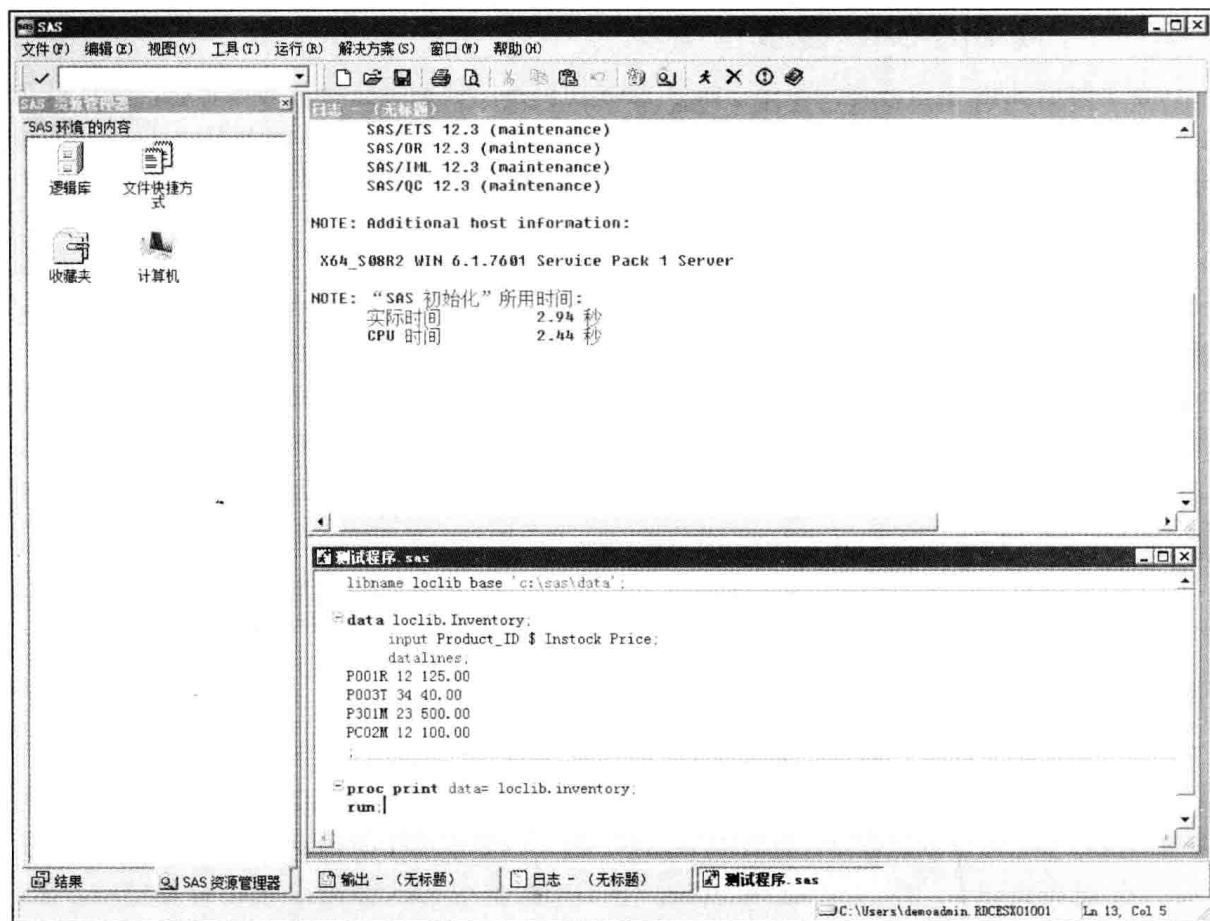 SAS
文件(F) 编辑(E) 视图(V) 工具(T) 运行(R) 解决方案(S) 窗口(W) 帮助(H)
SAS 资源管理器
"SAS 环境"的内容
逻辑库
文件快捷方式
收藏夹
计算机
日志 - (无标题)
SAS/ETS 12.3 (maintenance)
SAS/OR 12.3 (maintenance)
SAS/IML 12.3 (maintenance)
SAS/QC 12.3 (maintenance)
NOTE: Additional host information:
X64_S08R2 WIN 6.1.7601 Service Pack 1 Server
NOTE: “SAS 初始化”所用时间:
实际时间 2.94 秒
CPU 时间 2.44 秒
测试程序.sas
libname loclib base 'c:\sas\data';
data loclib.Inventory;
input Product_ID $ Instock Price;
datalines;
P001R 12 125.00
P003T 34 40.00
P301M 23 500.00
PC02M 12 100.00
;
proc print data= loclib.inventory;
run;
结果
SAS 资源管理器
输出 - (无标题)
日志 - (无标题)
测试程序.sas
C:\Users\demoadmin.RDCESX01001
Ln 13, Col 5